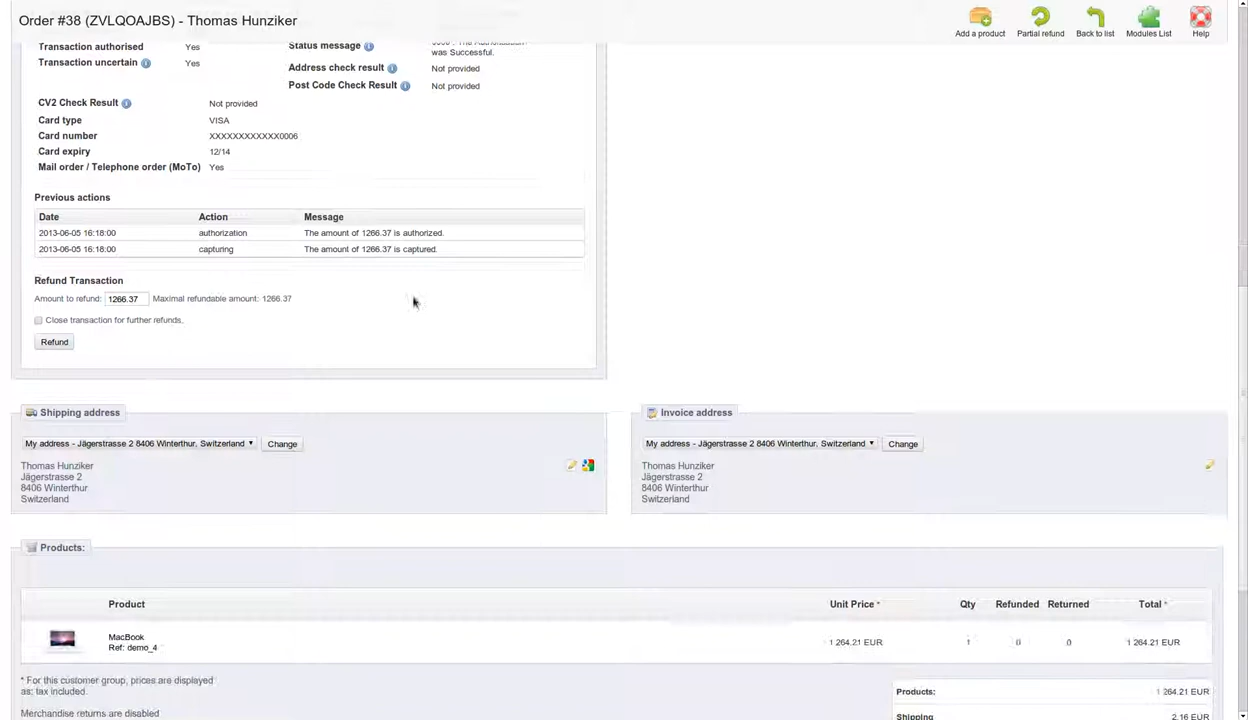 Order #38 (ZVLQOAJBS) - Thomas Hunziker
Add a product
Partial refund
Back to list
Modules List
Help
Transaction authorised Yes
Transaction uncertain Yes
Status message
was Successful.
Address check result Not provided
Post Code Check Result Not provided
CV2 Check Result Not provided
Card type VISA
Card number XXXXXXXXXXXX0006
Card expiry 12/14
Mail order / Telephone order (MoTo) Yes
Previous actions
Date Action Message
2013-06-05 16:18:00 authorization The amount of 1266.37 is authorized.
2013-06-05 16:18:00 capturing The amount of 1266.37 is captured.
Refund Transaction
Amount to refund: 1266.37 Maximal refundable amount: 1266.37
Close transaction for further refunds.
Refund
Shipping address
My address - Jägerstrasse 2 8406 Winterthur, Switzerland Change
Thomas Hunziker
Jägerstrasse 2
8406 Winterthur
Switzerland
Invoice address
My address - Jägerstrasse 2 8406 Winterthur, Switzerland Change
Thomas Hunziker
Jägerstrasse 2
8406 Winterthur
Switzerland
Products:
Product Unit Price * Qty Refunded Returned Total *
MacBook
Ref: demo_4
1 264.21 EUR 1 0 0 1 264.21 EUR
* For this customer group, prices are displayed
as: tax included.
Merchandise returns are disabled
Products: 1 264.21 EUR
Shipping 2.16 EUR